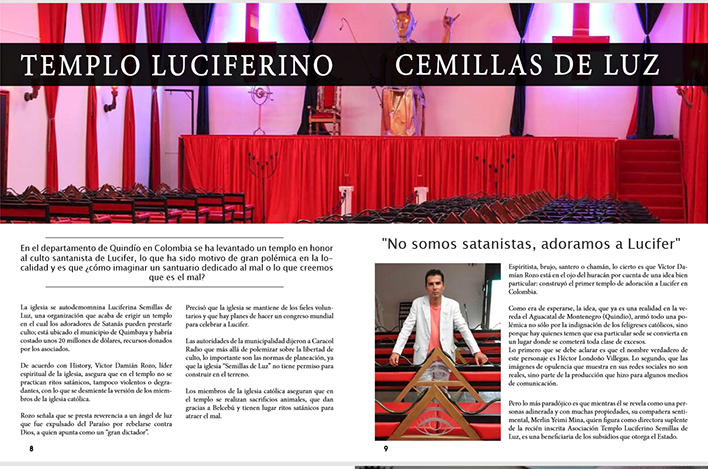 TEMPLO LUCIFERINO CEMILLAS DE LUZ
En el departamento de Quindío en Colombia se ha levantado un templo en honor
al culto santanista de Lucifer, lo que ha sido motivo de gran polémica en la lo-
calidad y es que ¿cómo imaginar un santuario dedicado al mal o lo que creemos
que es el mal?
La iglesia se autodemomnina Luciferina Semillas de
Luz, una organización que acaba de erigir un templo
en el cual los adoradores de Satanás pueden prestarle
culto; está ubicado el municipio de Quimbaya y habría
costado unos 20 millones de dólares, recursos donados
por los asociados.
De acuerdo con History, Victor Damián Rozo, líder
espiritual de la iglesia, asegura que en el templo no se
practican ritos satánicos, tampoco violentos o degra-
dantes, con lo que se desmiente la versión de los miem-
bros de la iglesia católica.
Rozo señala que se presta reverencia a un ángel de luz
que fue expulsado del Paraíso por rebelarse contra
Dios, a quien apunta como un "gran dictador".
Precisó que la iglesia se mantiene de los fieles volun-
tarios y que hay planes de hacer un congreso mundial
para celebrar a Lucifer.
Las autoridades de la municipalidad dijeron a Caracol
Radio que más allá de polemizar sobre la libertad de
culto, lo importante son las normas de planeación, ya
que la iglesia "Semillas de Luz" no tiene permiso para
construir en el terreno.
Los miembros de la iglesia católica aseguran que en
el templo se realizan sacrificios animales, que dan
gracias a Belcebú y tienen lugar ritos satánicos para
atraer el mal.
8
"No somos satanistas, adoramos a Lucifer"
Espiritista, brujo, santero o chamán, lo cierto es que Víctor Da-
mian Rozo está en el ojo del huracán por cuenta de una idea bien
particular: construyó el primer templo de adoración a Lucifer en
Colombia.
Como era de esperarse, la idea, que ya es una realidad en la ve-
reda el Aguacatal de Montenegro (Quindío), armó todo una po-
lémica no sólo por la indignación de los feligreses católicos, sino
porque hay quienes temen que esa particular sede se convierta en
un lugar donde se cometerá toda clase de excesos.
Lo primero que se debe aclarar es que el nombre verdadero de
este personaje es Héctor Londoño Villegas. Lo segundo, que las
imágenes de opulencia que muestra en sus redes sociales no son
reales, sino parte de la producción que hizo para algunos medios
de comunicación.
Pero lo más paradójico es que mientras él se revela como una per-
sonas adinerada y con muchas propiedades, su compañera senti-
mental, Merlin Yeimi Mina, quien figura como directora suplente
de la recién inscrita Asociación Templo Luciferino Semillas de
Luz, es una beneficiaria de los subsidios que otorga el Estado.
9